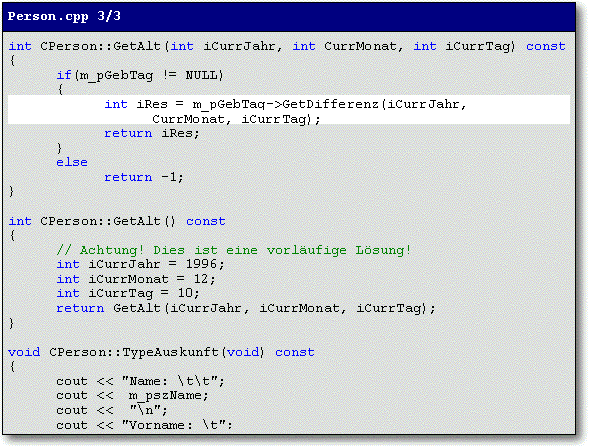 Person.cpp 3/3
int CPerson::GetAlt(int iCurrJahr, int CurrMonat, int iCurrTag) const
{
if(m_pGebTag != NULL)
{
int iRes = m_pGebTag->GetDifferenz(iCurrJahr,
CurrMonat, iCurrTag);
return iRes;
}
else
return -1;
}
int CPerson::GetAlt() const
{
// Achtung! Dies ist eine vorläufige Lösung!
int iCurrJahr = 1996;
int iCurrMonat = 12;
int iCurrTag = 10;
return GetAlt(iCurrJahr, iCurrMonat, iCurrTag);
}
void CPerson::TypeAuskunft(void) const
{
cout << "Name: \t\t";
cout <<  m_pszName;
cout <<  "\n";
cout << "Vorname: \t";